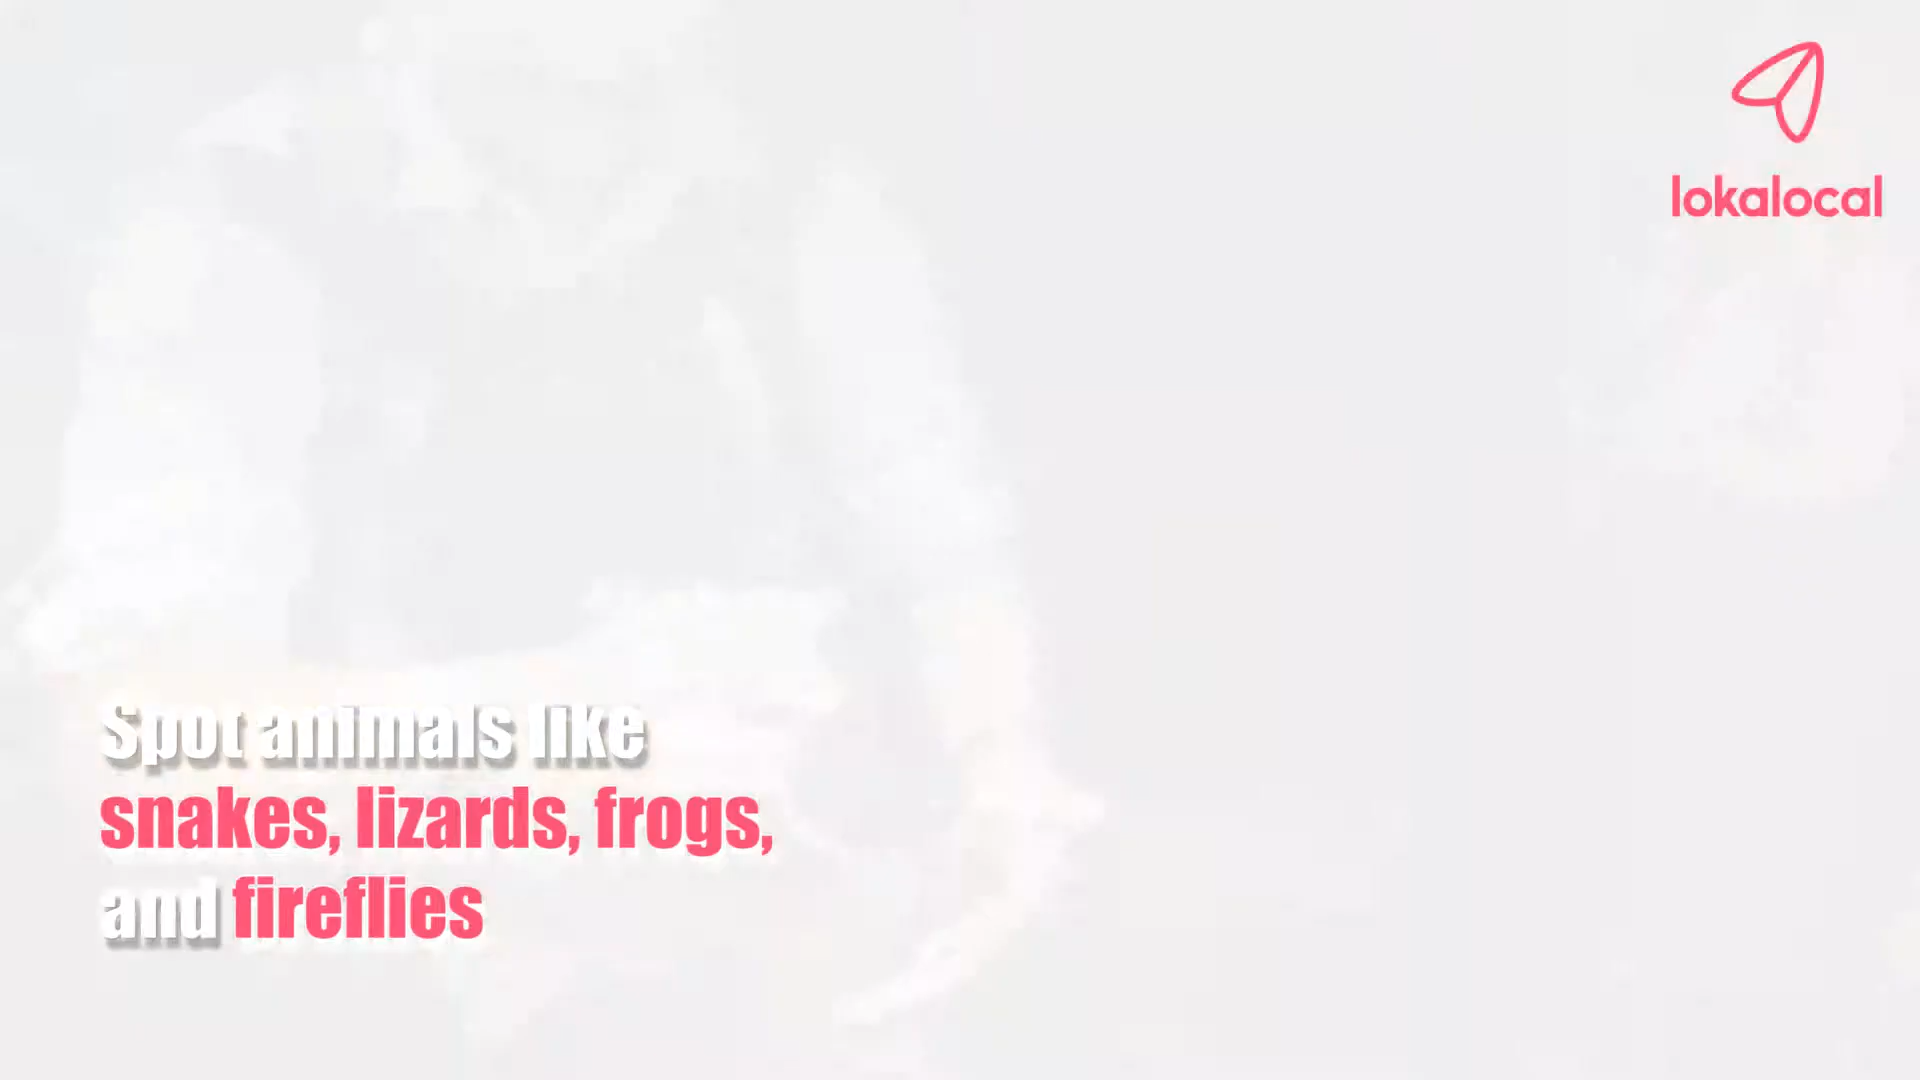 lokalocal
Spot animals like
snakes, lizards, frogs,
and fireflies